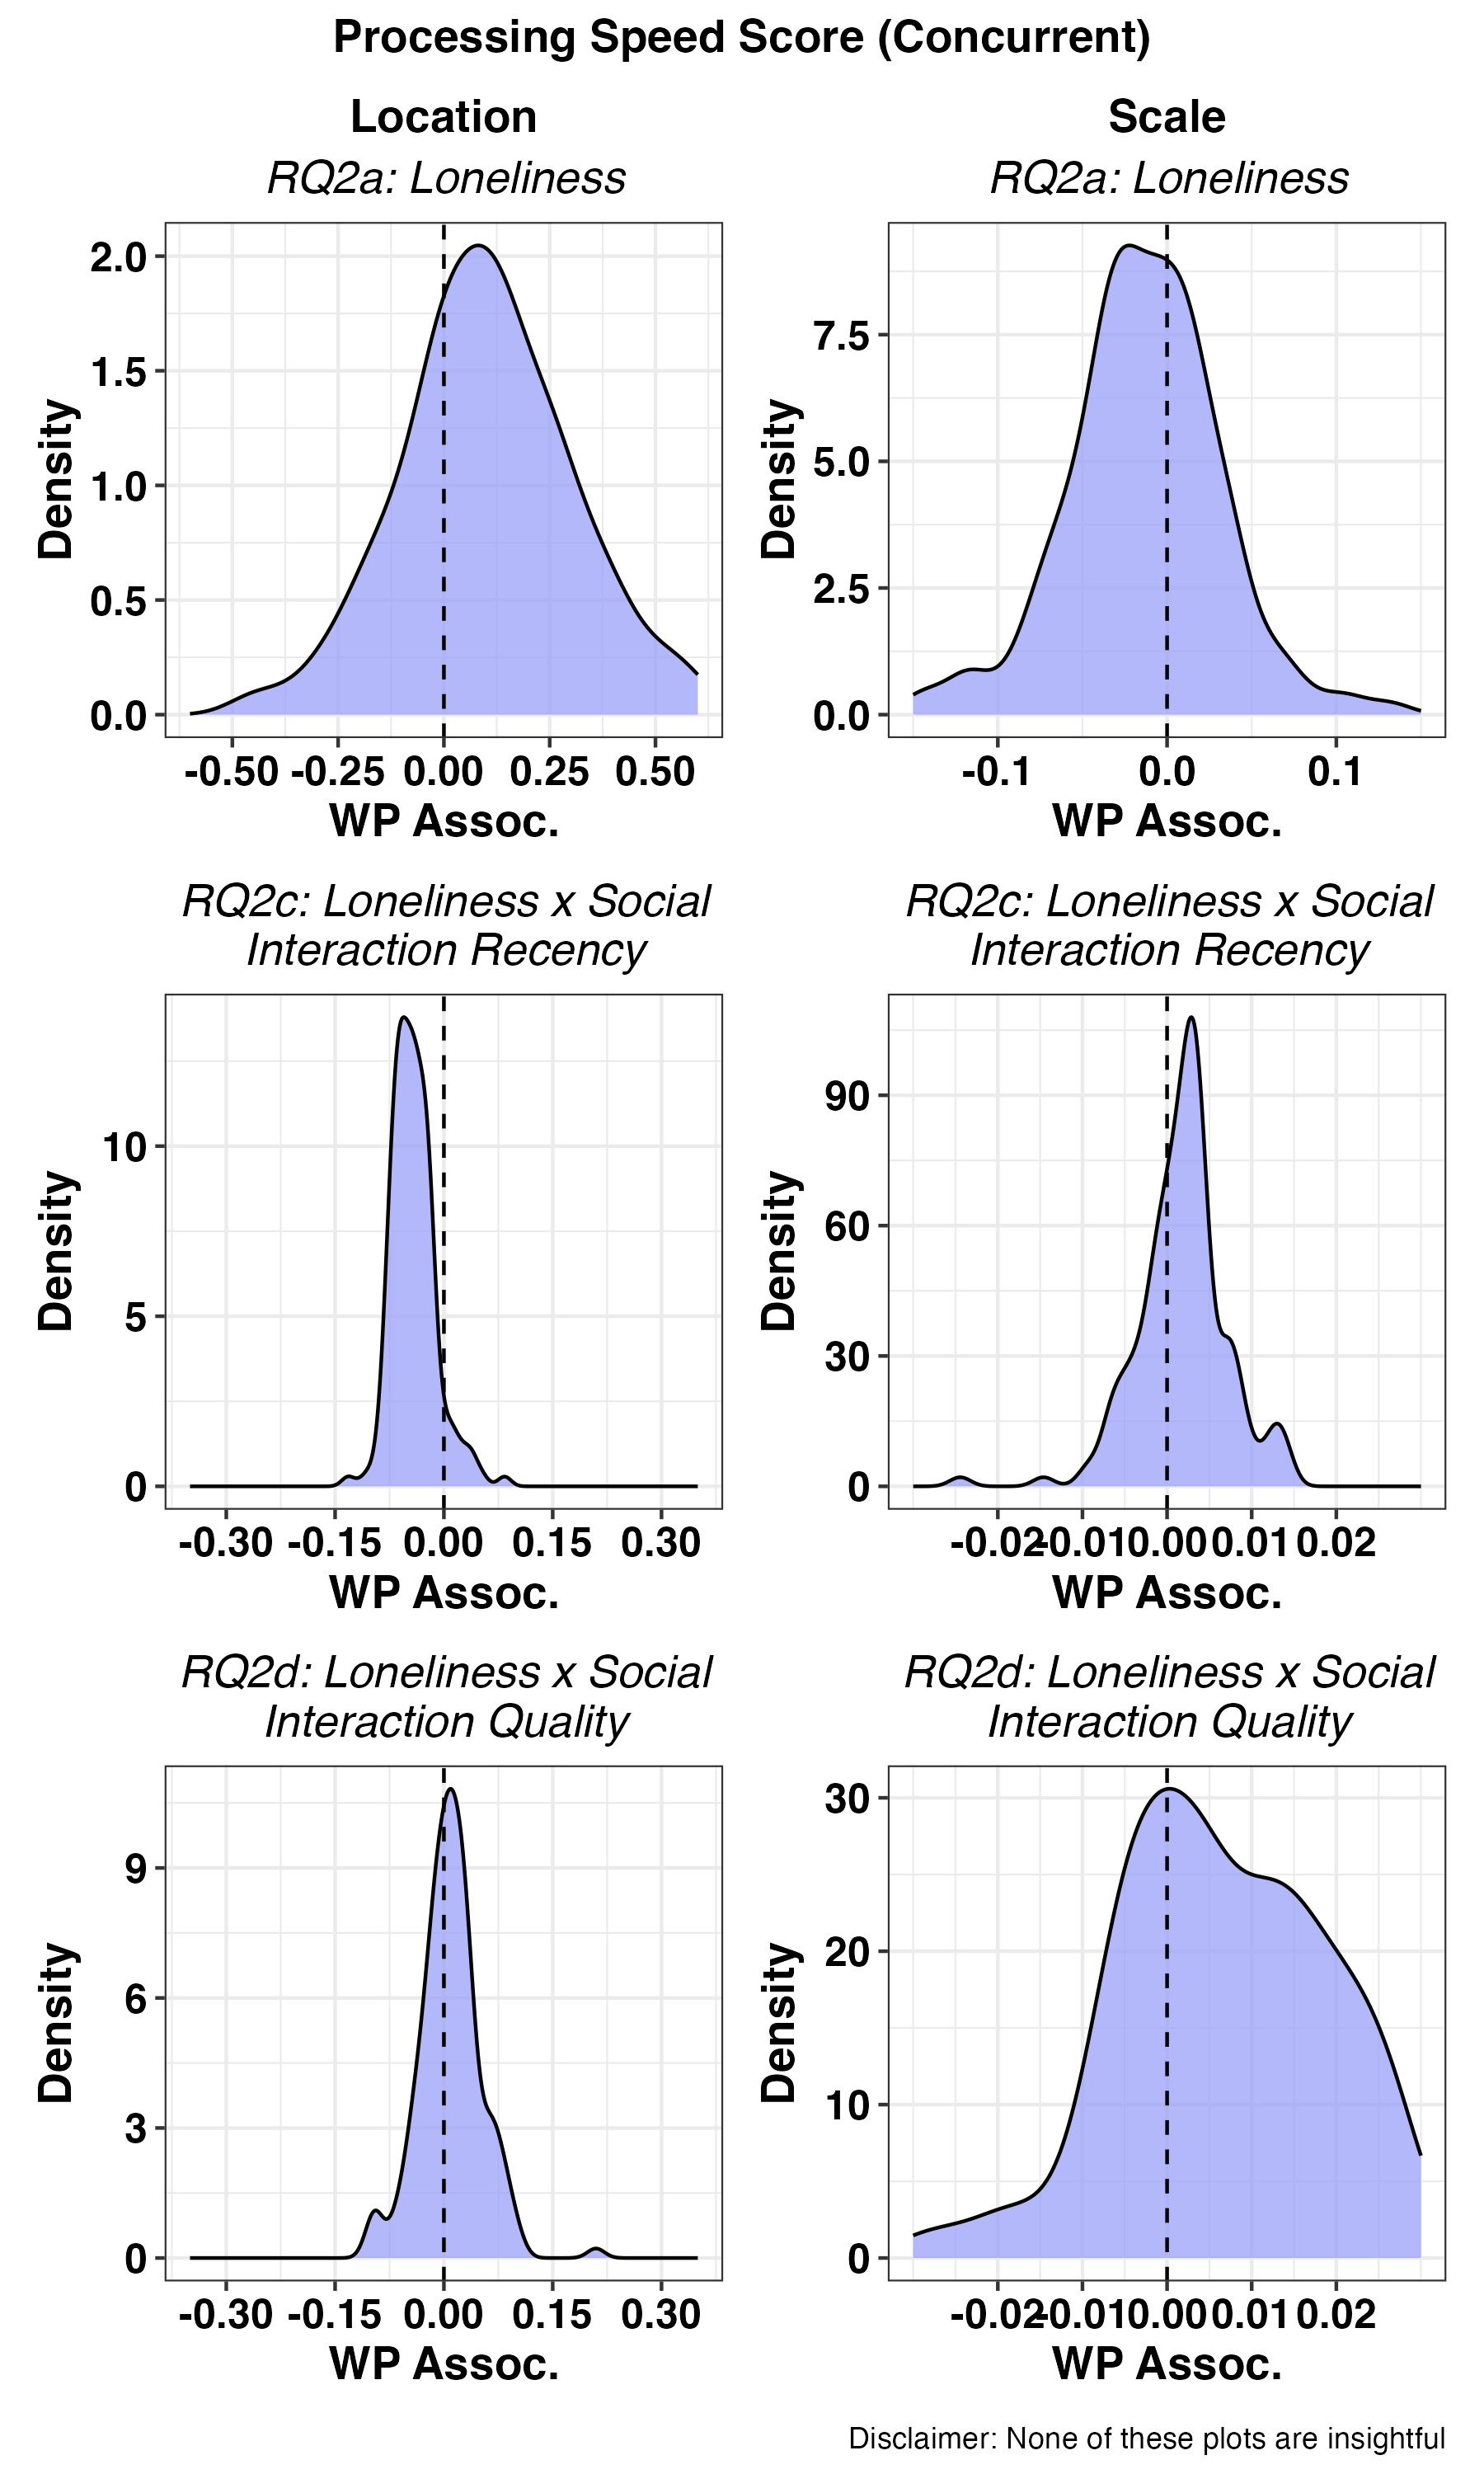 Processing Speed Score (Concurrent)
Location
Scale
RQ2a: Loneliness
Density
2.0
1.5
1.0
0.5
0.0
-0.50 -0.25 0.00 0.25 0.50
WP Assoc.
RQ2a: Loneliness
Density
7.5
5.0
2.5
0.0
-0.1 0.0 0.1
WP Assoc.
RQ2c: Loneliness x Social
Interaction Recency
Density
10
5
0
-0.30 -0.15 0.00 0.15 0.30
WP Assoc.
RQ2c: Loneliness x Social
Interaction Recency
Density
90
60
30
0
-0.02 -0.01 0.00 0.01 0.02
WP Assoc.
RQ2d: Loneliness x Social
Interaction Quality
Density
9
6
3
0
-0.30 -0.15 0.00 0.15 0.30
WP Assoc.
RQ2d: Loneliness x Social
Interaction Quality
Density
30
20
10
0
-0.02 -0.01 0.00 0.01 0.02
WP Assoc.
Disclaimer: None of these plots are insightful